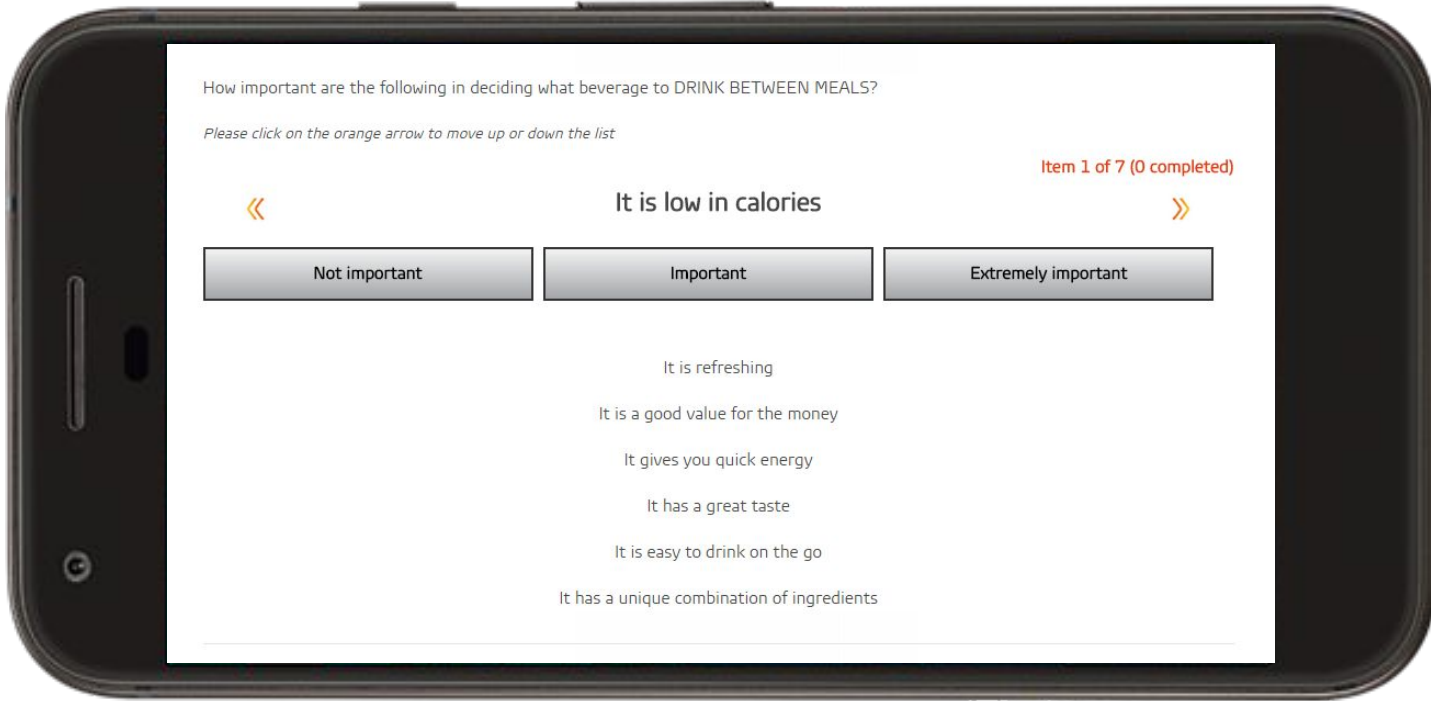 How important are the following in deciding what beverage to DRINK BETWEEN MEALS?
Please click on the orange arrow to move up or down the list
Item 1 of 7 (0 completed)
It is low in calories
Not important
Important
Extremely important
It is refreshing
It is a good value for the money
It gives you quick energy
It has a great taste
It is easy to drink on the go
It has a unique combination of ingredients